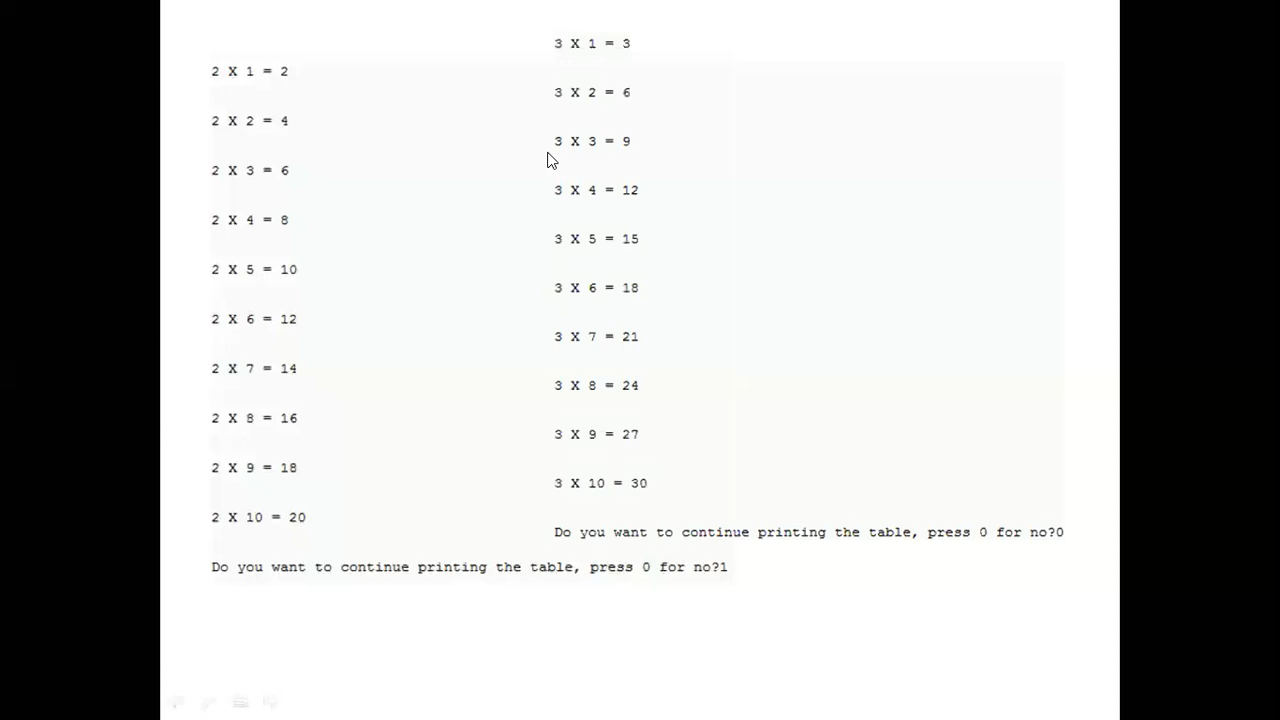 2 X 1 = 2
2 X 2 = 4
2 X 3 = 6
2 X 4 = 8
2 X 5 = 10
2 X 6 = 12
2 X 7 = 14
2 X 8 = 16
2 X 9 = 18
2 X 10 = 20
Do you want to continue printing the table, press 0 for no?1
3 X 1 = 3
3 X 2 = 6
3 X 3 = 9
3 X 4 = 12
3 X 5 = 15
3 X 6 = 18
3 X 7 = 21
3 X 8 = 24
3 X 9 = 27
3 X 10 = 30
Do you want to continue printing the table, press 0 for no?0